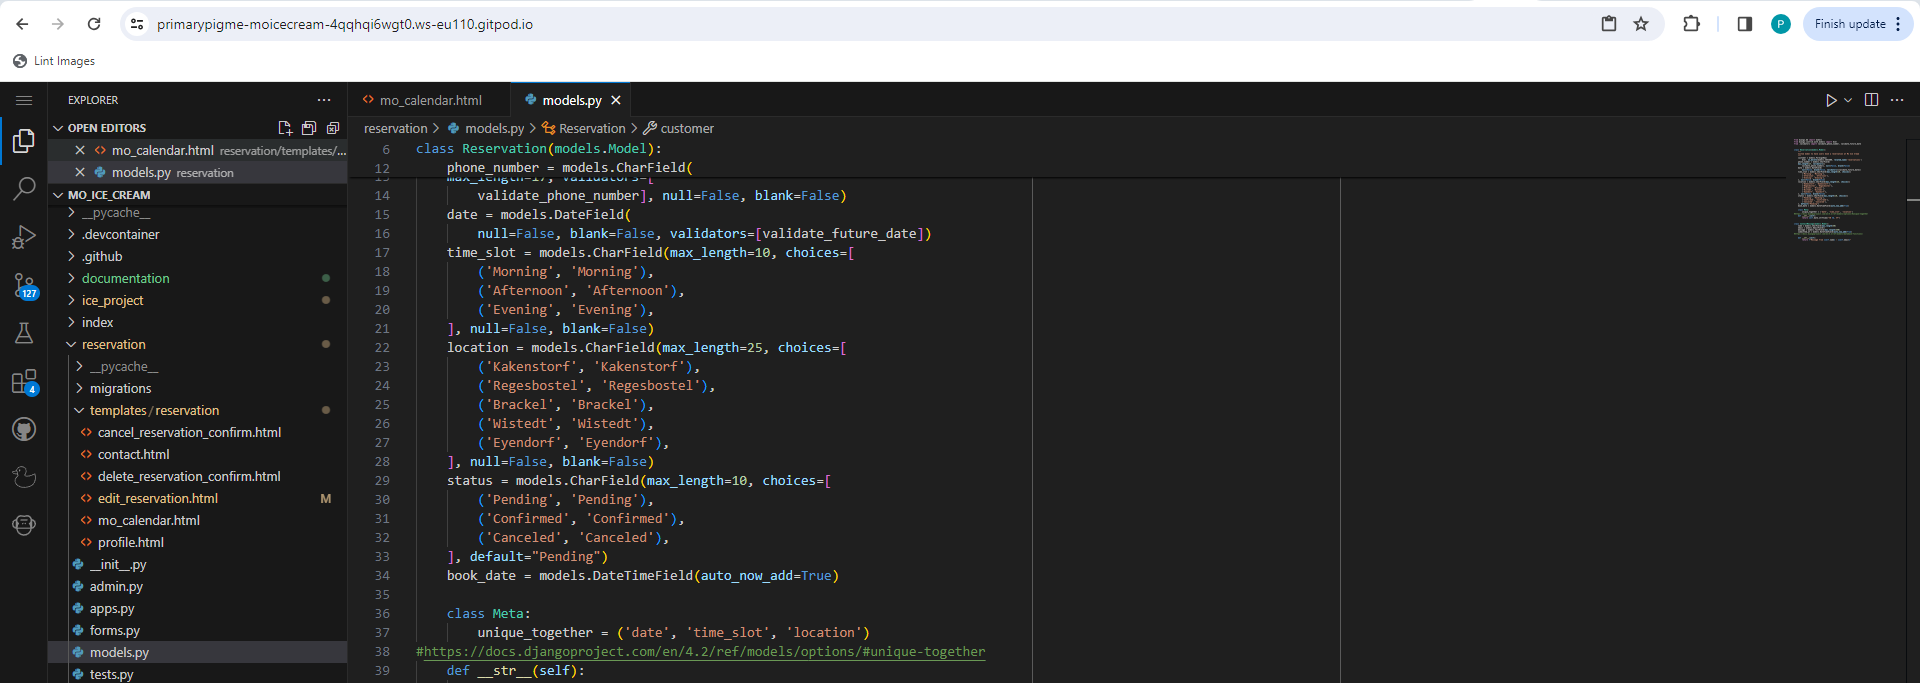 primarypigme-moicecream-4qqhqi6wgt0.ws-eu110.gitpod.io
P
Finish update
Lint Images
EXPLORER
OPEN EDITORS
mo_calendar.html reservation/templates/...
models.py reservation
MO_ICE_CREAM
__pycache__
.devcontainer
.github
documentation
ice_project
index
reservation
__pycache__
migrations
templates/reservation
cancel_reservation_confirm.html
contact.html
delete_reservation_confirm.html
edit_reservation.html M
mo_calendar.html
profile.html
__init__.py
admin.py
apps.py
forms.py
models.py
tests.py
127
4
mo_calendar.html
models.py
reservation > models.py > Reservation > customer
6 class Reservation(models.Model):
12 phone_number = models.CharField(
13 max_length=17, validators=[
14 validate_phone_number], null=False, blank=False)
15 date = models.DateField(
16 null=False, blank=False, validators=[validate_future_date])
17 time_slot = models.CharField(max_length=10, choices=[
18 ('Morning', 'Morning'),
19 ('Afternoon', 'Afternoon'),
20 ('Evening', 'Evening'),
21 ], null=False, blank=False)
22 location = models.CharField(max_length=25, choices=[
23 ('Kakenstorf', 'Kakenstorf'),
24 ('Regesbostel', 'Regesbostel'),
25 ('Brackel', 'Brackel'),
26 ('Wistedt', 'Wistedt'),
27 ('Eyendorf', 'Eyendorf'),
28 ], null=False, blank=False)
29 status = models.CharField(max_length=10, choices=[
30 ('Pending', 'Pending'),
31 ('Confirmed', 'Confirmed'),
32 ('Canceled', 'Canceled'),
33 ], default="Pending")
34 book_date = models.DateTimeField(auto_now_add=True)
35
36 class Meta:
37 unique_together = ('date', 'time_slot', 'location')
38 #https://docs.djangoproject.com/en/4.2/ref/models/options/#unique-together
39 def __str__(self):